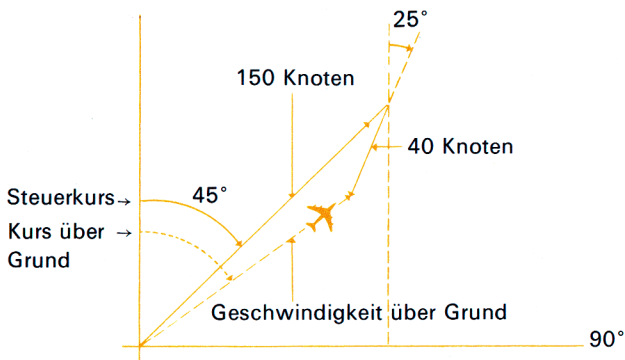 25°
150 Knoten
40 Knoten
Steuerkurs
45°
Kurs über
Grund
Geschwindigkeit über Grund
90°